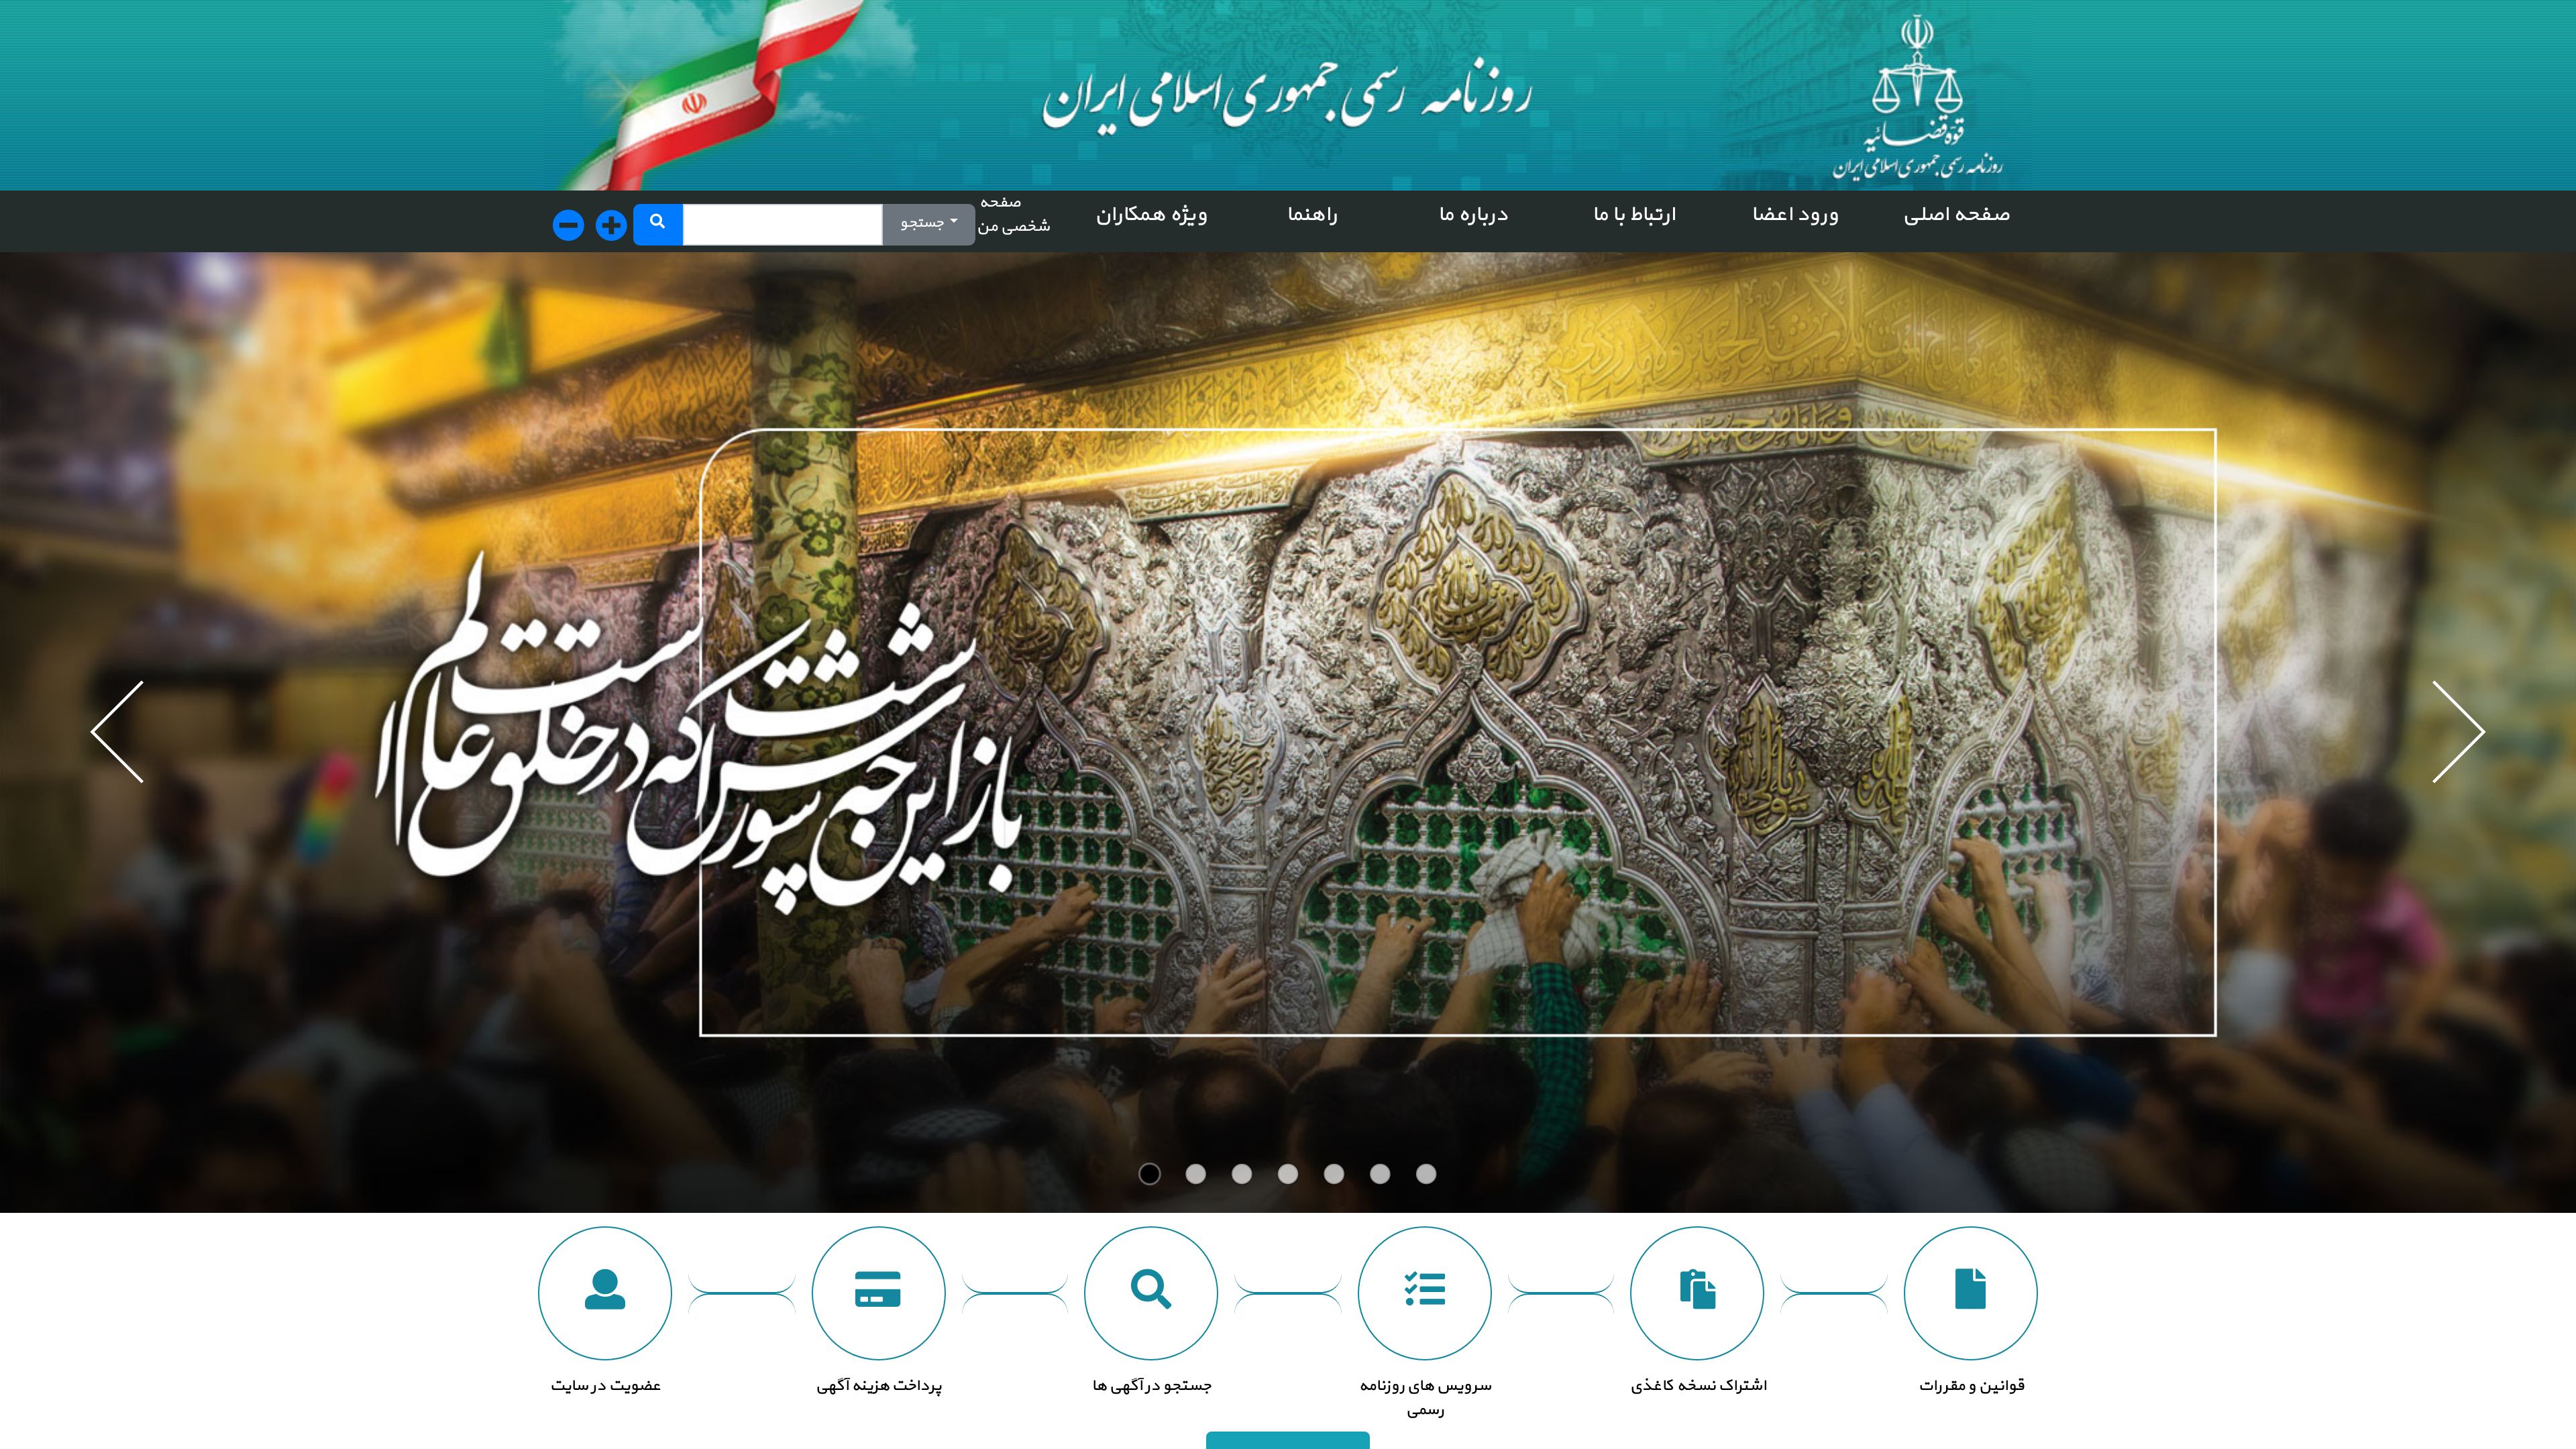 روزنامه رسمی جمهوری اسلامی ایران
قوه قضائیه
روزنامه رسمی جمهوری اسلامی ایران
صفحه اصلی
ورود اعضا
ارتباط با ما
درباره ما
راهنما
ویژه همکاران
صفحه
شخصی من
جستجو
باز این چه شورش است که در خلق عالم است
قوانین و مقررات
اشتراک نسخه کاغذی
سرویس های روزنامه
رسمی
جستجو در آگهی ها
پرداخت هزینه آگهی
عضویت در سایت